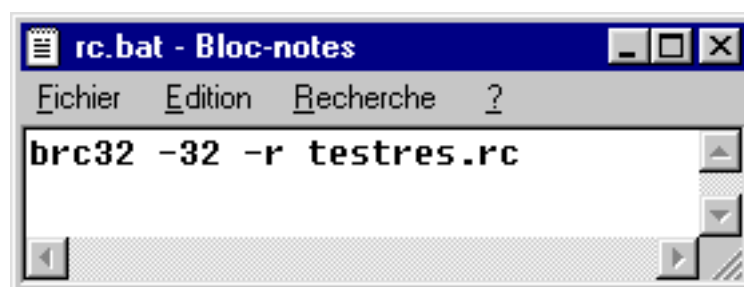 rc.bat - Bloc-notes
Fichier Edition Recherche ?
brc32 -32 -r testres.rc